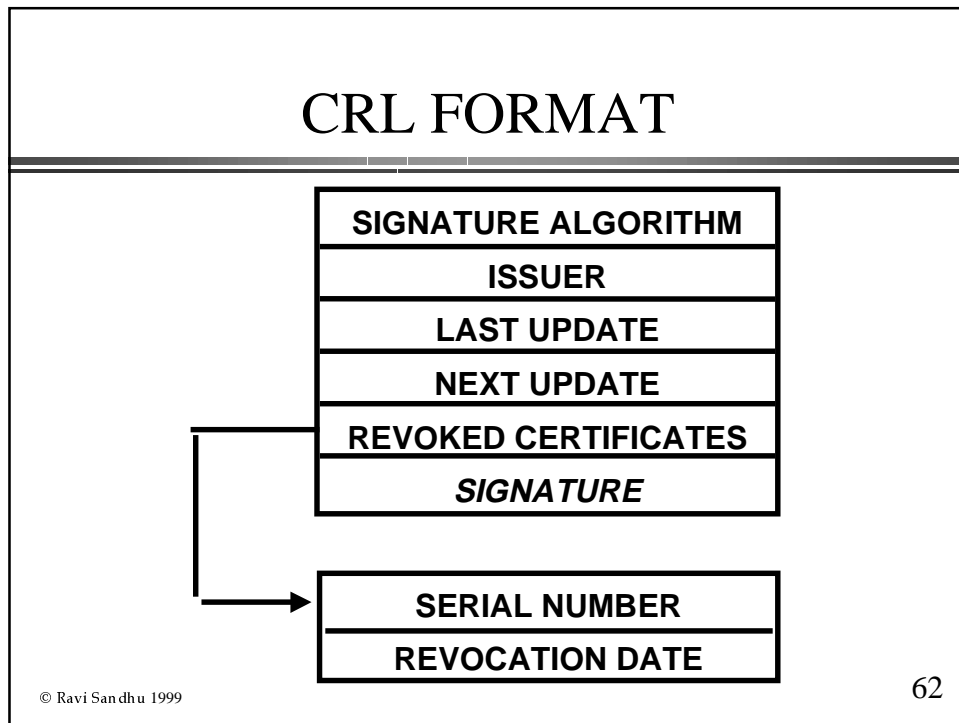 CRL FORMAT
SIGNATURE ALGORITHM
ISSUER
LAST UPDATE
NEXT UPDATE
REVOKED CERTIFICATES
SIGNATURE
SERIAL NUMBER
REVOCATION DATE
© Ravi Sandhu 1999
62